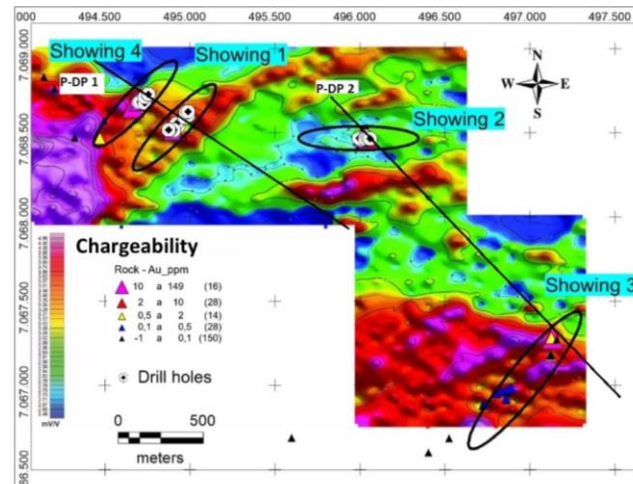 000 494.500 495.000 495.500 496.000 496.500 497.000 497.500
7.069.000
7.068.500
7.068.000
7.067.500
7.067.000
86.500
Showing 4
Showing 1
P-DP 1
P-DP 2
N
W E
S
Showing 2
Showing 3
Chargeability
Rock - Au_ppm
10 a 149 (16)
2 a 10 (28)
0,5 a 2 (14)
0,1 a 0,5 (28)
-1 a 0,1 (150)
Drill holes
0 500
meters
mV/V